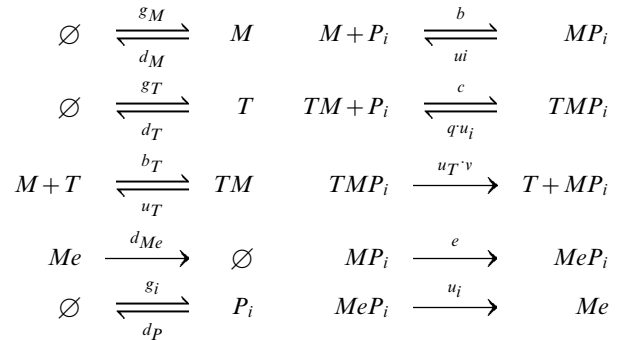 ∅ ⇌ M (g_M, d_M)    M + P_i ⇌ MP_i (b, ui)
∅ ⇌ T (g_T, d_T)    TM + P_i ⇌ TMP_i (c, q·u_i)
M + T ⇌ TM (b_T, u_T)    TMP_i → T + MP_i (u_T·v)
Me → ∅ (d_Me)    MP_i → MeP_i (e)
∅ ⇌ P_i (g_i, d_P)    MeP_i → Me (u_i)